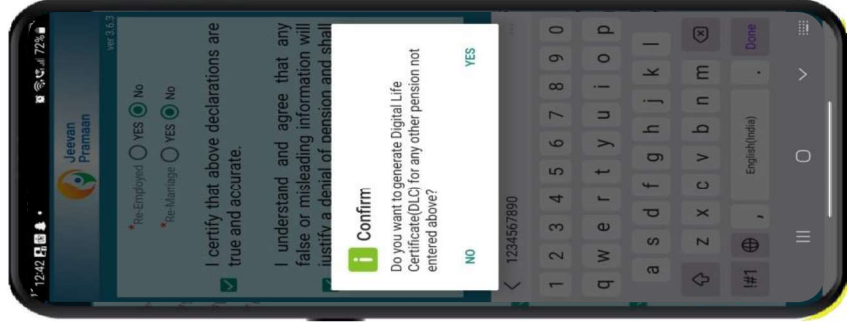 12:42
72%
Jeevan
Pramaan
ver 3.6.3
*Re-Employed YES No
*Re-Marriage YES No
I certify that above declarations are
true and accurate.
I understand and agree that any
false or misleading information will
justify a denial of pension and shall
Confirm
Do you want to generate Digital Life
Certificate(DLC) for any other pension not
entered above?
NO YES
1234567890
1 2 3 4 5 6 7 8 9 0
q w e r t y u i o p
a s d f g h j k l
z x c v b n m
!#1 , English(India) . Done